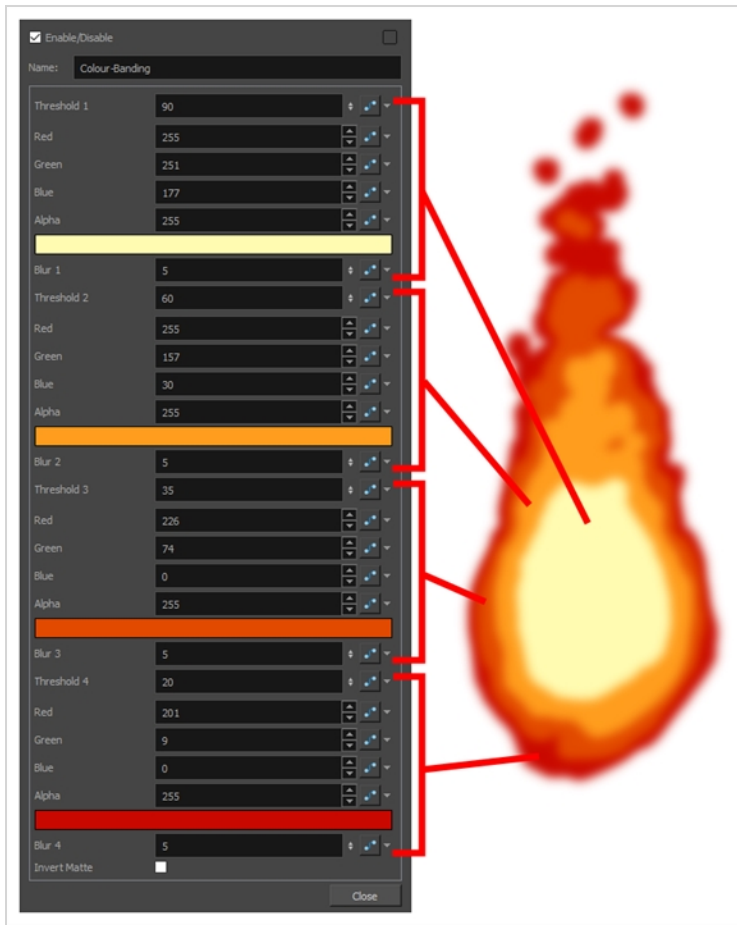 Enable/Disable
Name: Colour-Banding
Threshold 1 90
Red 255
Green 251
Blue 177
Alpha 255
Blur 1 5
Threshold 2 60
Red 255
Green 157
Blue 30
Alpha 255
Blur 2 5
Threshold 3 35
Red 226
Green 74
Blue 0
Alpha 255
Blur 3 5
Threshold 4 20
Red 201
Green 9
Blue 0
Alpha 255
Blur 4 5
Invert Matte
Close